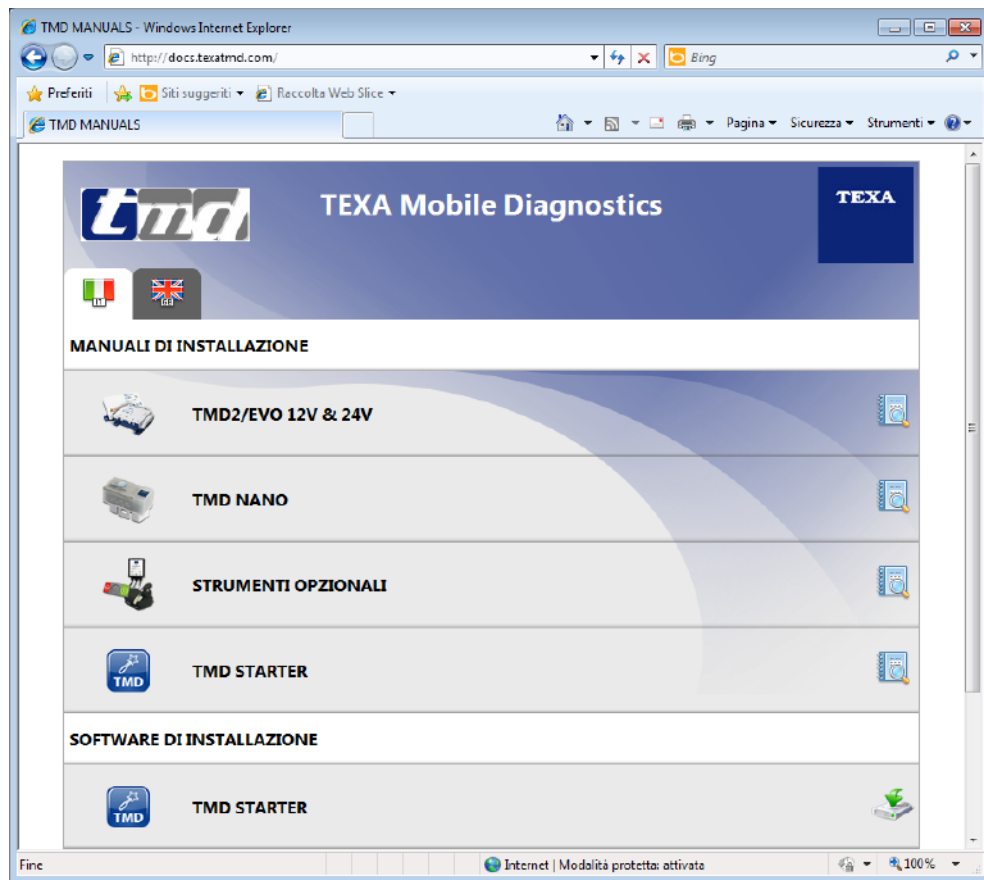 TMD MANUALS - Windows Internet Explorer
http://docs.texatmd.com/
Bing
Preferiti
Siti suggeriti
Raccolta Web Slice
TMD MANUALS
Pagina
Sicurezza
Strumenti
tmd
TEXA Mobile Diagnostics
TEXA
IT
GB
MANUALI DI INSTALLAZIONE
TMD2/EVO 12V & 24V
TMD NANO
STRUMENTI OPZIONALI
TMD
TMD STARTER
SOFTWARE DI INSTALLAZIONE
TMD
TMD STARTER
Fine
Internet | Modalità protetta: attivata
100%